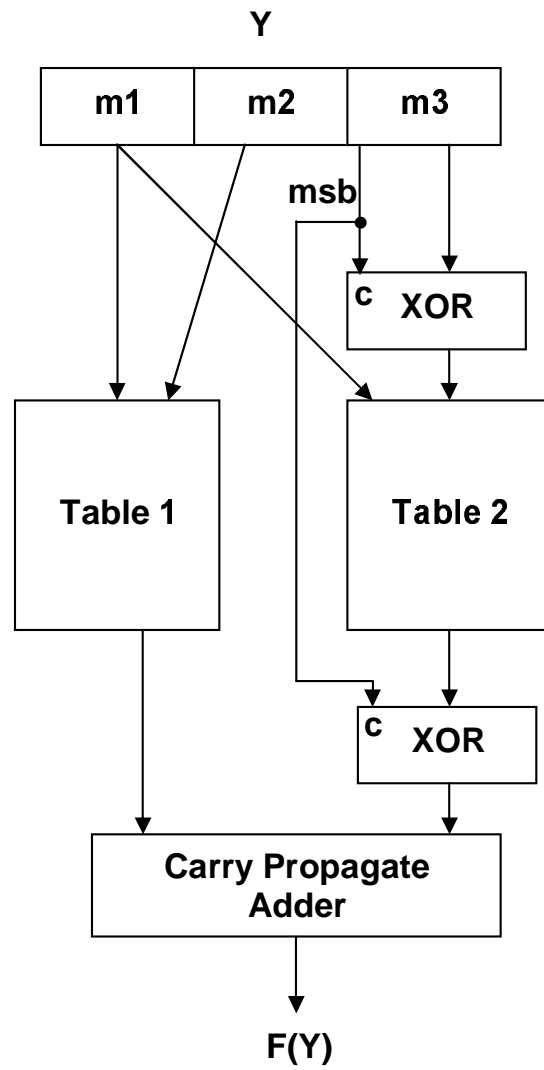 Y
m1 m2 m3
msb
c XOR
Table 1 Table 2
c XOR
Carry Propagate
Adder
F(Y)